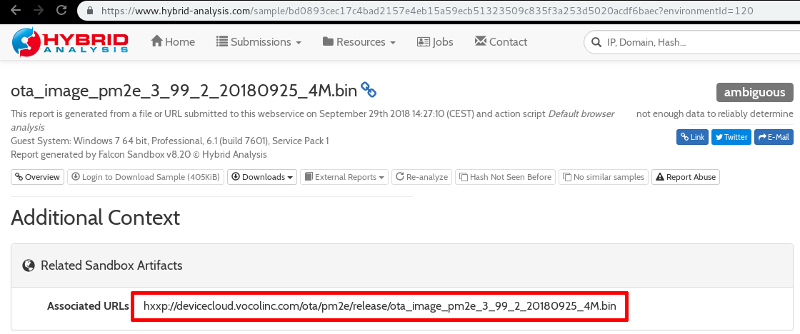 https://www.hybrid-analysis.com/sample/bd0893cec17c4bad2157e4eb15a59ecb51323509c835f3a253d5020acdf6baec?environmentId=120
HYBRID ANALYSIS
Home Submissions Resources Jobs Contact IP, Domain, Hash...
ota_image_pm2e_3_99_2_20180925_4M.bin ambiguous
This report is generated from a file or URL submitted to this webservice on September 29th 2018 14:27:10 (CEST) and action script Default browser not enough data to reliably determine
analysis
Guest System: Windows 7 64 bit, Professional, 6.1 (build 7601), Service Pack 1 Link Twitter E-Mail
Report generated by Falcon Sandbox v8.20 © Hybrid Analysis
Overview Login to Download Sample (405KiB) Downloads External Reports Re-analyze Hash Not Seen Before No similar samples Report Abuse
Additional Context
Related Sandbox Artifacts
Associated URLs hxxp://devicecloud.vocolinc.com/ota/pm2e/release/ota_image_pm2e_3_99_2_20180925_4M.bin